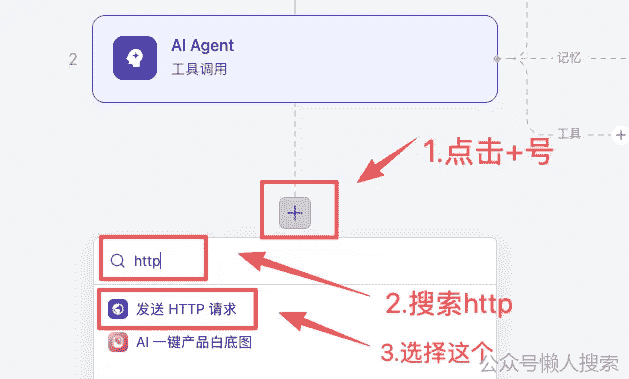 2
AI Agent
工具调用
记忆
工具
1.点击+号
http
2.搜索http
发送 HTTP 请求
3.选择这个
AI 一键产品白底图
公众号懒人搜索